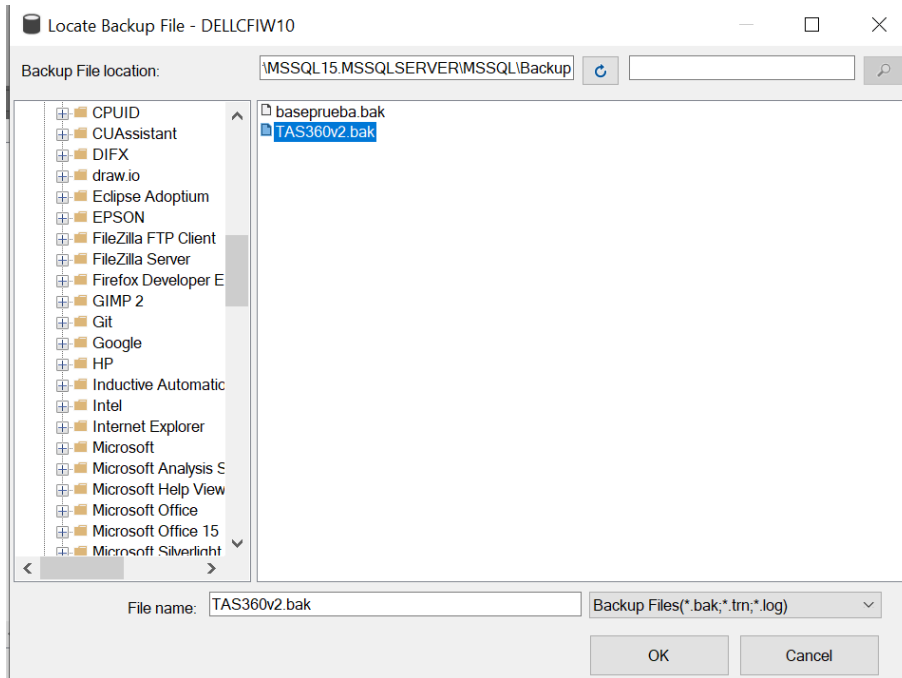 Locate Backup File - DELLCFIW10
Backup File location:
\MSSQL15.MSSQLSERVER\MSSQL\Backup
CPUID
CUAssistant
DIFX
draw.io
Eclipse Adoptium
EPSON
FileZilla FTP Client
FileZilla Server
Firefox Developer E
GIMP 2
Git
Google
HP
Inductive Automatic
Intel
Internet Explorer
Microsoft
Microsoft Analysis S
Microsoft Help View
Microsoft Office
Microsoft Office 15
Microsoft Silverlight
baseprueba.bak
TAS360v2.bak
File name:
TAS360v2.bak
Backup Files(*.bak;*.trn;*.log)
OK
Cancel